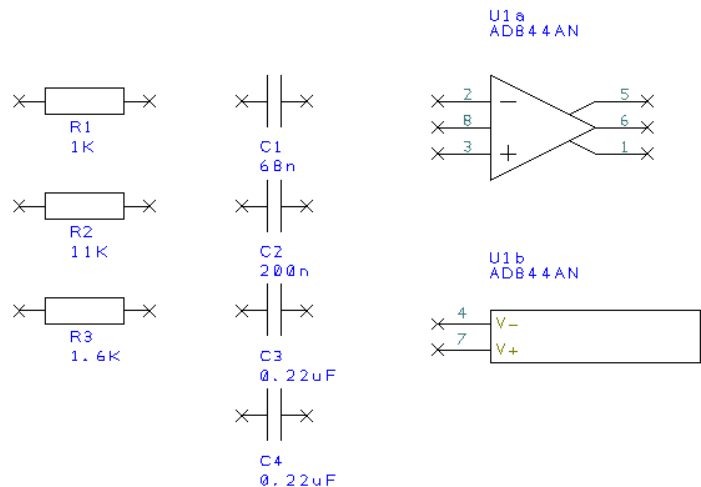 U1a
AD844AN
2
5
8
6
3
1
R1
1K
C1
68n
R2
11K
C2
200n
U1b
AD844AN
4
V-
7
V+
R3
1.6K
C3
0.22uF
C4
0.22uF